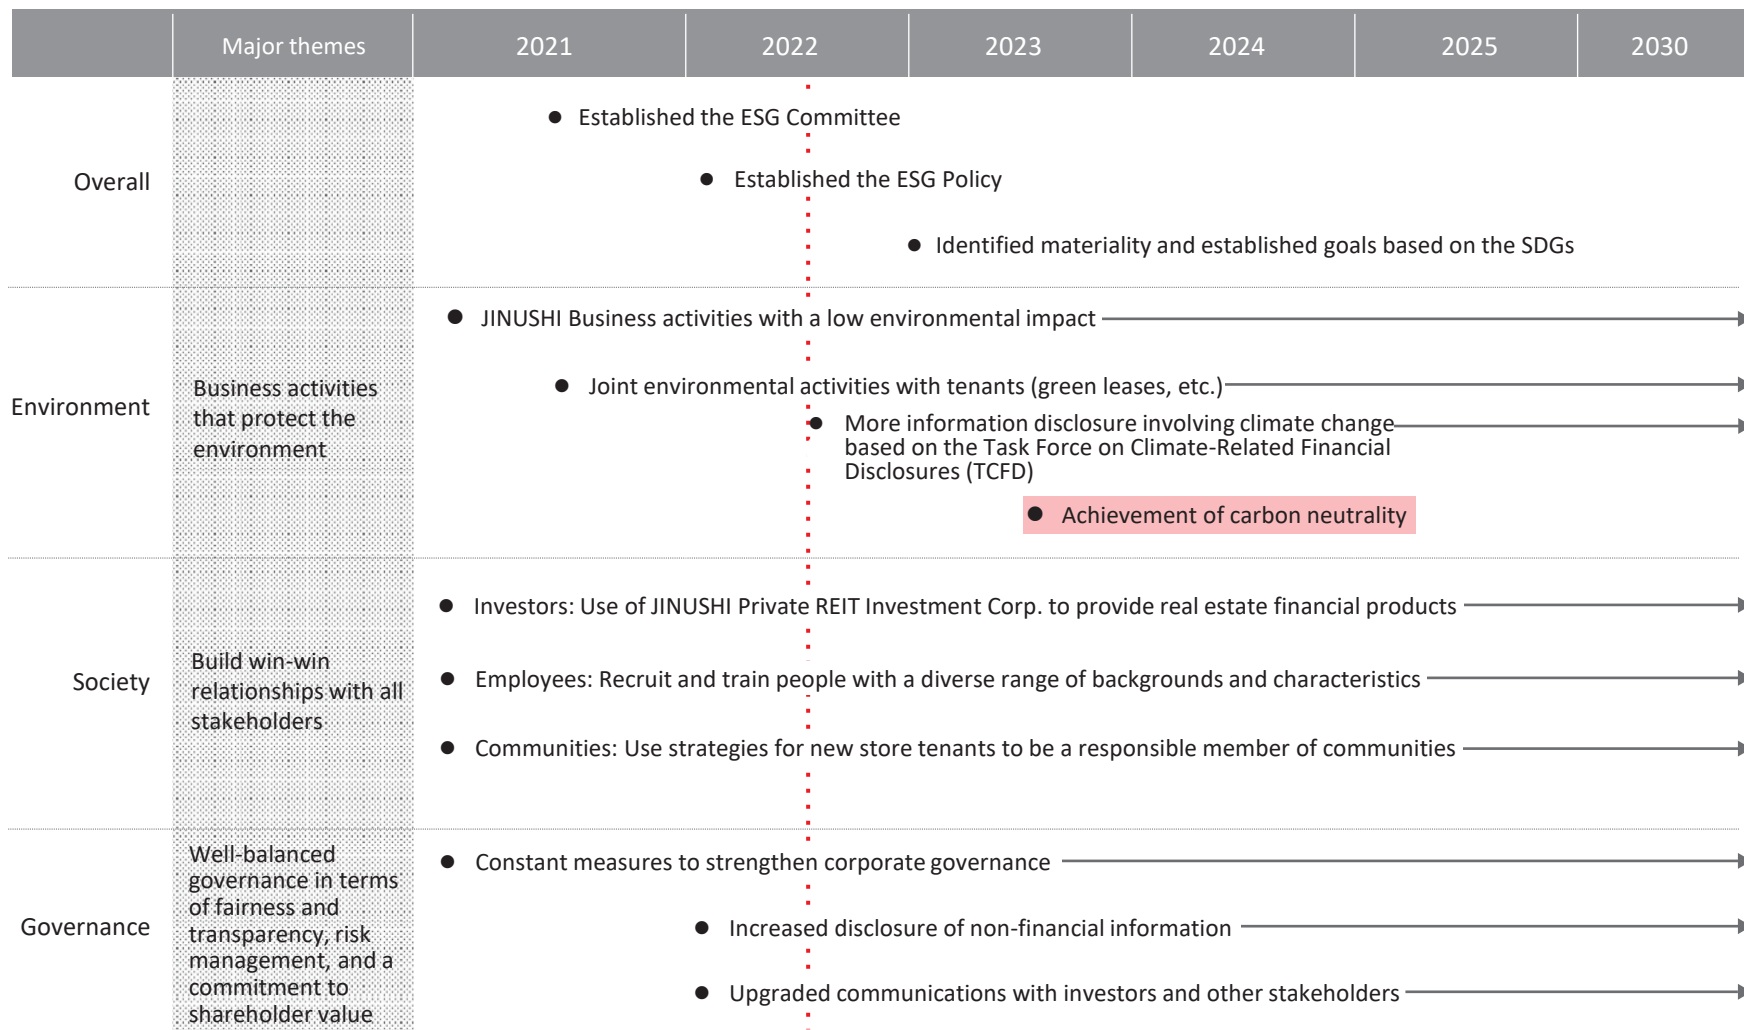 Major themes 2021 2022 2023 2024 2025 2030
Overall
Established the ESG Committee
Established the ESG Policy
Identified materiality and established goals based on the SDGs
Environment
Business activities
that protect the
environment
JINUSHI Business activities with a low environmental impact
Joint environmental activities with tenants (green leases, etc.)
More information disclosure involving climate change
based on the Task Force on Climate-Related Financial
Disclosures (TCFD)
Achievement of carbon neutrality
Society
Build win-win
relationships with all
stakeholders
Investors: Use of JINUSHI Private REIT Investment Corp. to provide real estate financial products
Employees: Recruit and train people with a diverse range of backgrounds and characteristics
Communities: Use strategies for new store tenants to be a responsible member of communities
Governance
Well-balanced
governance in terms
of fairness and
transparency, risk
management, and a
commitment to
shareholder value
Constant measures to strengthen corporate governance
Increased disclosure of non-financial information
Upgraded communications with investors and other stakeholders